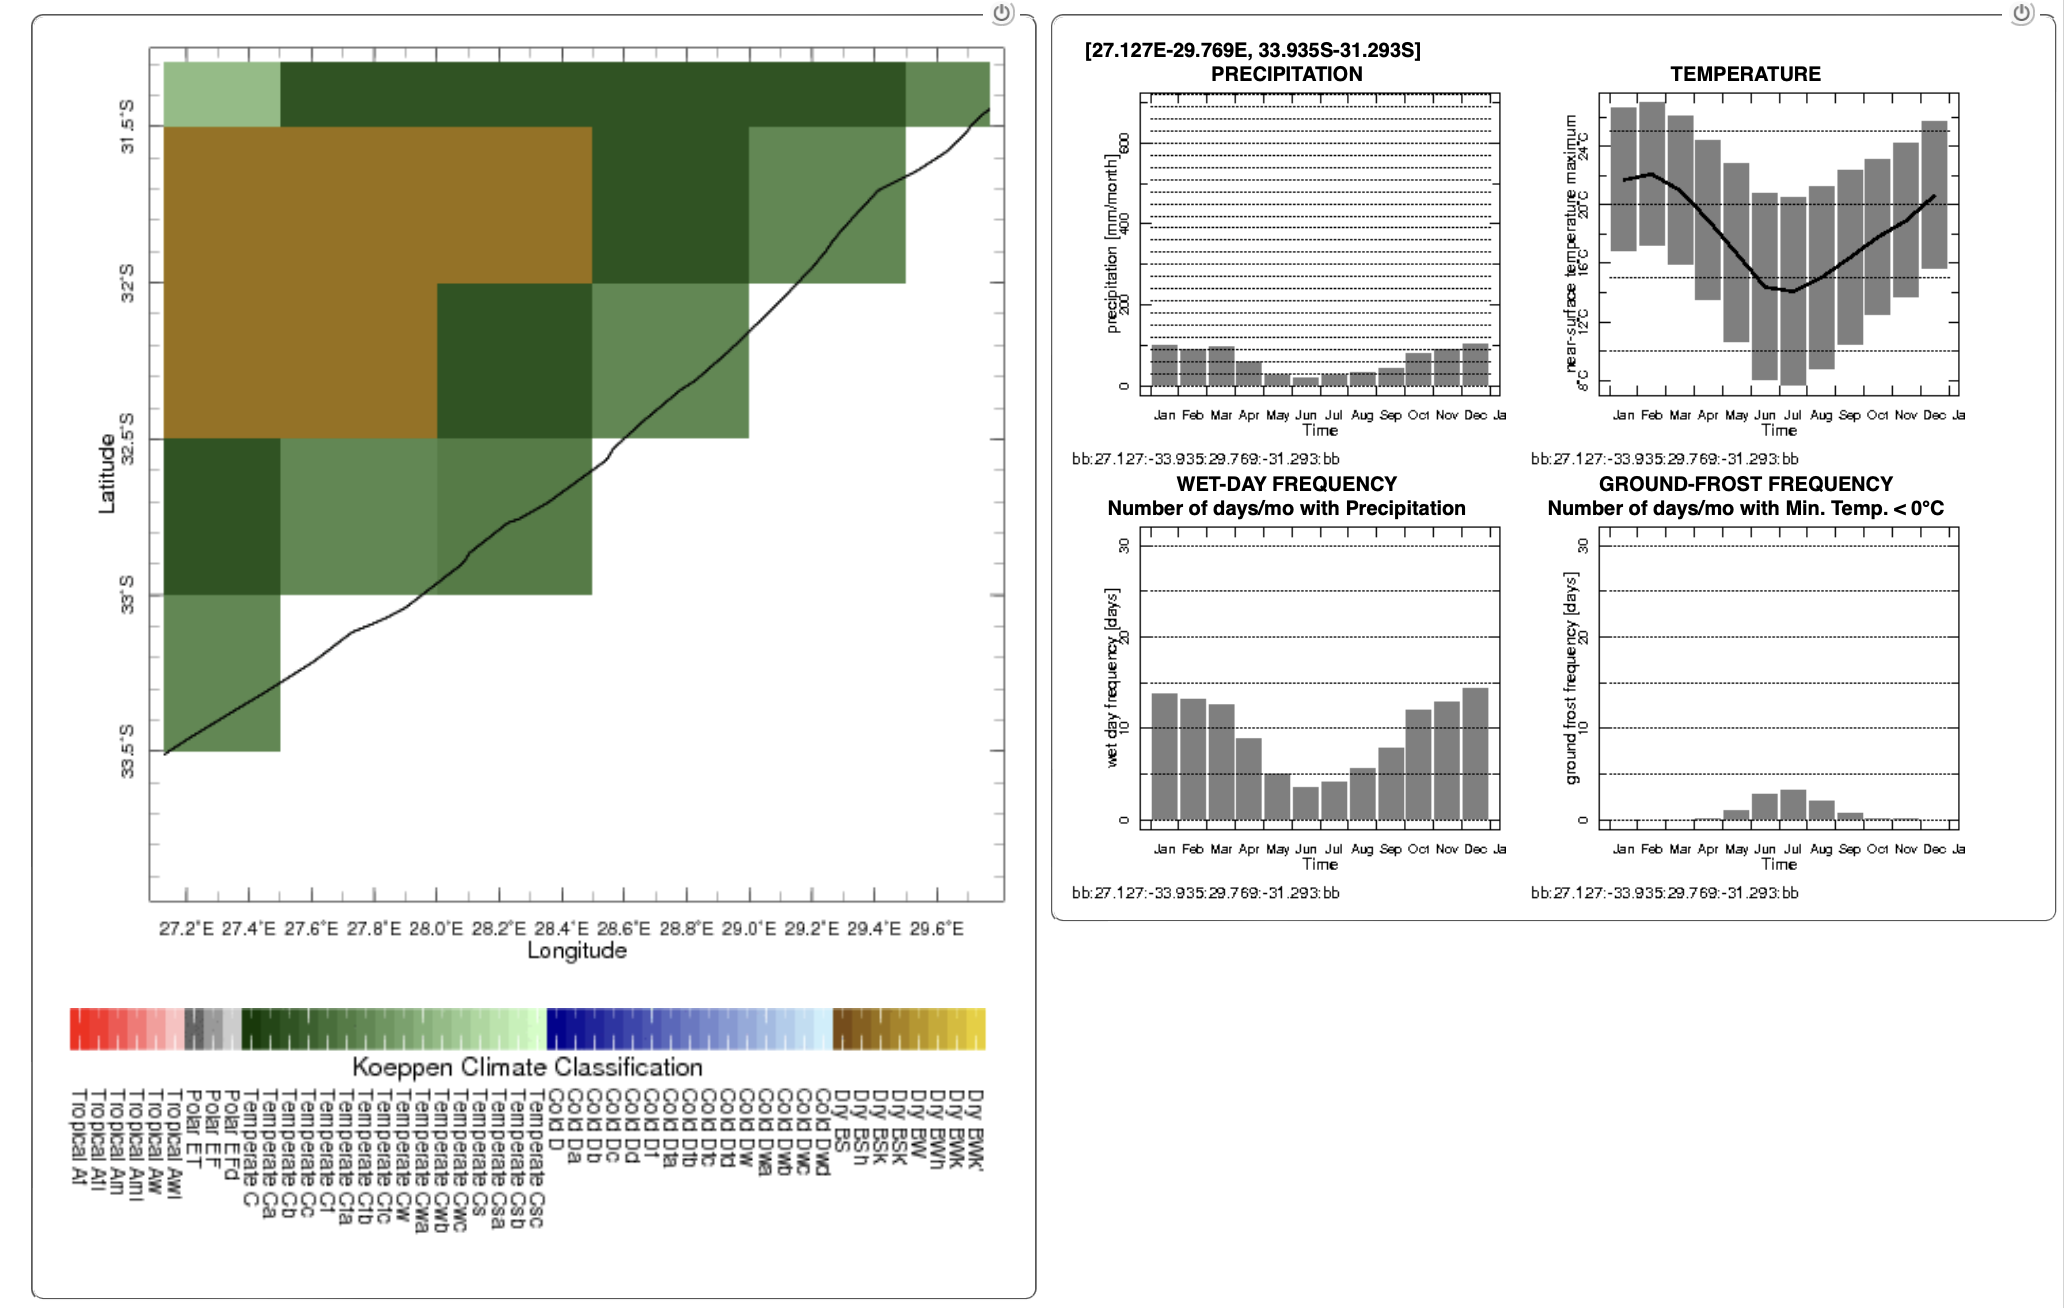 31.5°S
32°S
32.5°S
33°S
33.5°S
Latitude
27.2°E 27.4°E 27.6°E 27.8°E 28.0°E 28.2°E 28.4°E 28.6°E 28.8°E 29.0°E 29.2°E 29.4°E 29.6°E
Longitude
Koeppen Climate Classification
Tropical Af
Tropical Afi
Tropical Am
Tropical Ami
Tropical Aw
Tropical Awi
Polar ET
Polar EF
Polar EFd
Temperate C
Temperate Ca
Temperate Cb
Temperate Cc
Temperate Cf
Temperate Cfa
Temperate Cfb
Temperate Cfc
Temperate Cw
Temperate Cwa
Temperate Cwb
Temperate Cwc
Temperate Cs
Temperate Csa
Temperate Csb
Temperate Csc
Cold D
Cold Da
Cold Db
Cold Dc
Cold Dd
Cold Df
Cold Dfa
Cold Dfb
Cold Dfc
Cold Dfd
Cold Dw
Cold Dwa
Cold Dwb
Cold Dwc
Cold Dwd
Dry BS
Dry BSh
Dry BSk
Dry BSk'
Dry BW
Dry BWh
Dry BWk
Dry BWk'
[27.127E-29.769E, 33.935S-31.293S]
PRECIPITATION
precipitation [mm/month]
600
400
200
0
Jan Feb Mar Apr May Jun Jul Aug Sep Oct Nov Dec Ja
Time
bb:27.127:-33.935:29.769:-31.293:bb
TEMPERATURE
near-surface temperature maximum
24°C
20°C
16°C
12°C
8°C
Jan Feb Mar Apr May Jun Jul Aug Sep Oct Nov Dec Ja
Time
bb:27.127:-33.935:29.769:-31.293:bb
WET-DAY FREQUENCY
Number of days/mo with Precipitation
wet day frequency [days]
30
20
10
0
Jan Feb Mar Apr May Jun Jul Aug Sep Oct Nov Dec Ja
Time
bb:27.127:-33.935:29.769:-31.293:bb
GROUND-FROST FREQUENCY
Number of days/mo with Min. Temp. < 0°C
ground frost frequency [days]
30
20
10
0
Jan Feb Mar Apr May Jun Jul Aug Sep Oct Nov Dec Ja
Time
bb:27.127:-33.935:29.769:-31.293:bb